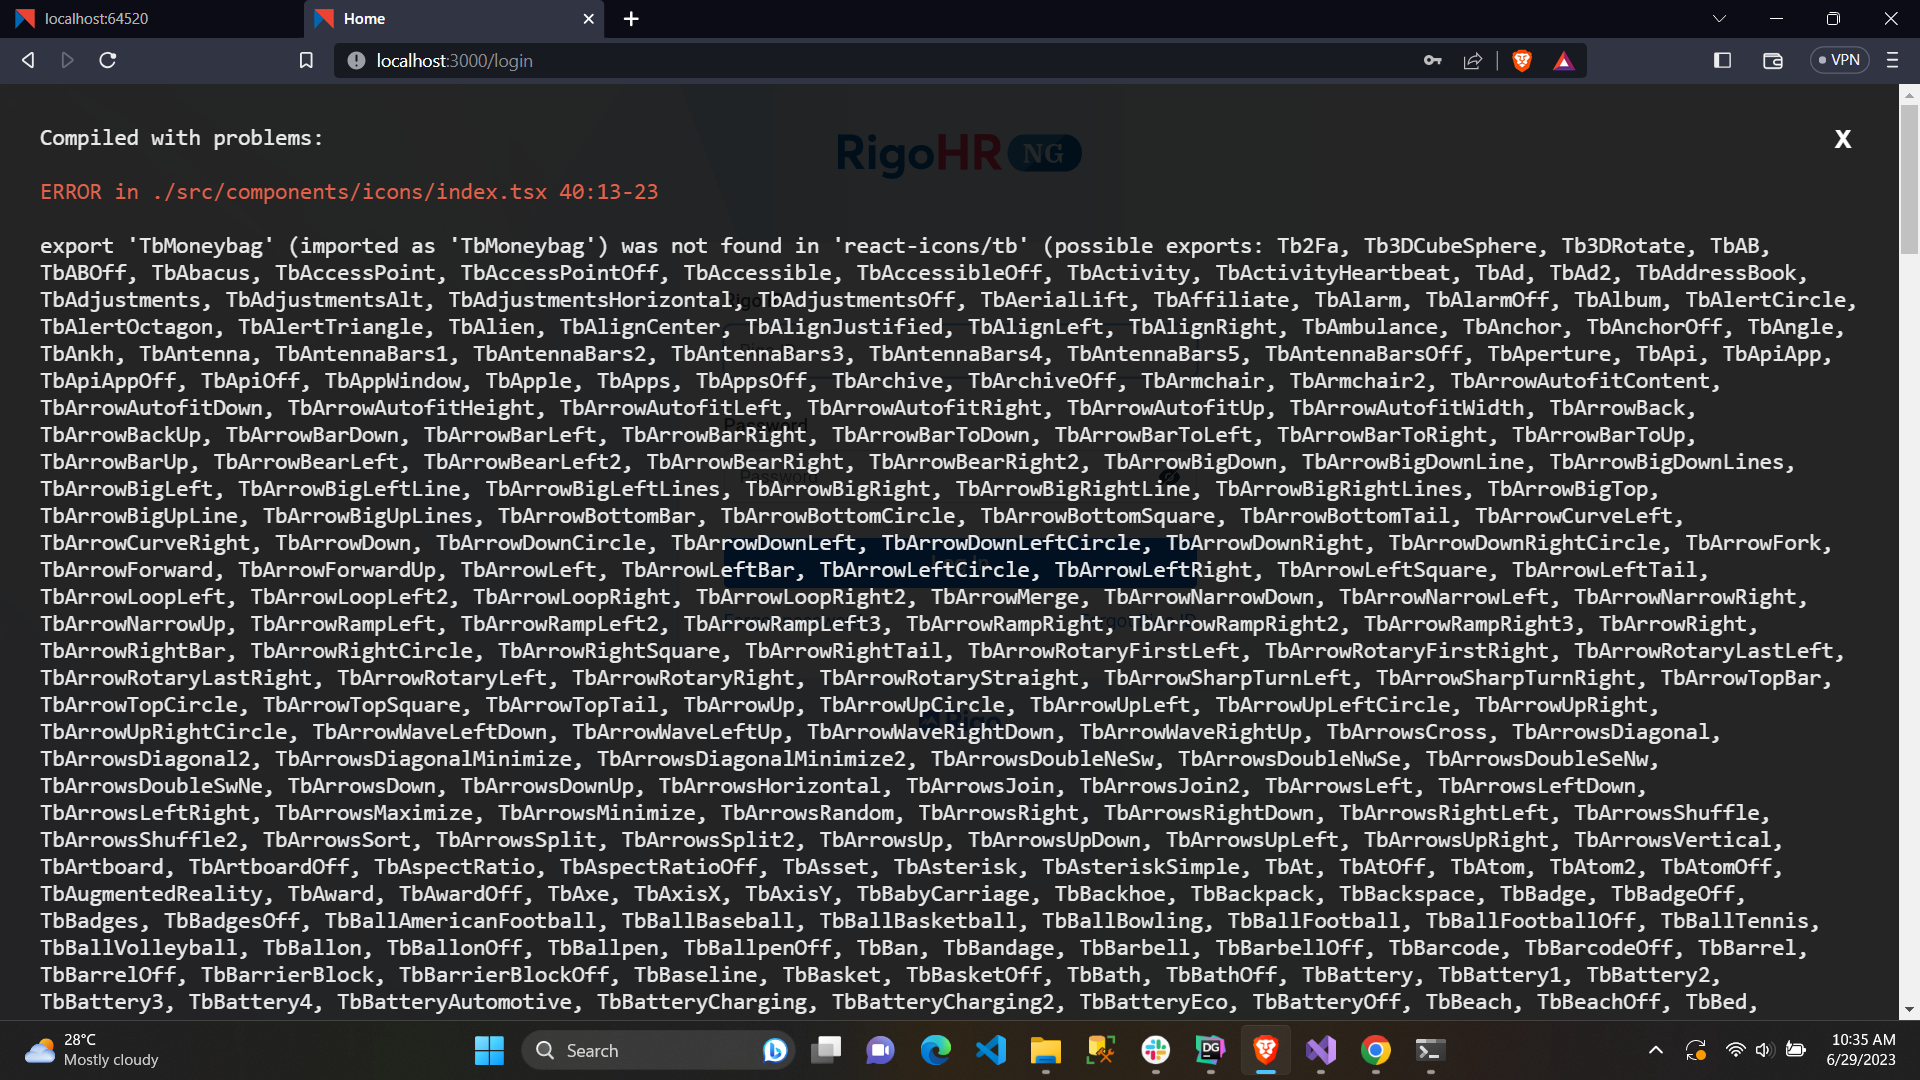 localhost:64520
Home
localhost:3000/login
VPN
RigoHR NG
Compiled with problems:
X
ERROR in ./src/components/icons/index.tsx 40:13-23
export 'TbMoneybag' (imported as 'TbMoneybag') was not found in 'react-icons/tb' (possible exports: Tb2Fa, Tb3DCubeSphere, Tb3DRotate, TbAB,
TbABOff, TbAbacus, TbAccessPoint, TbAccessPointOff, TbAccessible, TbAccessibleOff, TbActivity, TbActivityHeartbeat, TbAd, TbAd2, TbAddressBook,
TbAdjustments, TbAdjustmentsAlt, TbAdjustmentsHorizontal, TbAdjustmentsOff, TbAerialLift, TbAffiliate, TbAlarm, TbAlarmOff, TbAlbum, TbAlertCircle,
TbAlertOctagon, TbAlertTriangle, TbAlien, TbAlignCenter, TbAlignJustified, TbAlignLeft, TbAlignRight, TbAmbulance, TbAnchor, TbAnchorOff, TbAngle,
TbAnkh, TbAntenna, TbAntennaBars1, TbAntennaBars2, TbAntennaBars3, TbAntennaBars4, TbAntennaBars5, TbAntennaBarsOff, TbAperture, TbApi, TbApiApp,
TbApiAppOff, TbApiOff, TbAppWindow, TbApple, TbApps, TbAppsOff, TbArchive, TbArchiveOff, TbArmchair, TbArmchair2, TbArrowAutofitContent,
TbArrowAutofitDown, TbArrowAutofitHeight, TbArrowAutofitLeft, TbArrowAutofitRight, TbArrowAutofitUp, TbArrowAutofitWidth, TbArrowBack,
Password
TbArrowBackUp, TbArrowBarDown, TbArrowBarLeft, TbArrowBarRight, TbArrowBarToDown, TbArrowBarToLeft, TbArrowBarToRight, TbArrowBarToUp,
TbArrowBarUp, TbArrowBearLeft, TbArrowBearLeft2, TbArrowBearRight, TbArrowBearRight2, TbArrowBigDown, TbArrowBigDownLine, TbArrowBigDownLines,
Password
TbArrowBigLeft, TbArrowBigLeftLine, TbArrowBigLeftLines, TbArrowBigRight, TbArrowBigRightLine, TbArrowBigRightLines, TbArrowBigTop,
TbArrowBigUpLine, TbArrowBigUpLines, TbArrowBottomBar, TbArrowBottomCircle, TbArrowBottomSquare, TbArrowBottomTail, TbArrowCurveLeft,
TbArrowCurveRight, TbArrowDown, TbArrowDownCircle, TbArrowDownLeft, TbArrowDownLeftCircle, TbArrowDownRight, TbArrowDownRightCircle, TbArrowFork,
TbArrowForward, TbArrowForwardUp, TbArrowLeft, TbArrowLeftBar, TbArrowLeftCircle, TbArrowLeftRight, TbArrowLeftSquare, TbArrowLeftTail,
TbArrowLoopLeft, TbArrowLoopLeft2, TbArrowLoopRight, TbArrowLoopRight2, TbArrowMerge, TbArrowNarrowDown, TbArrowNarrowLeft, TbArrowNarrowRight,
TbArrowNarrowUp, TbArrowRampLeft, TbArrowRampLeft2, TbArrowRampLeft3, TbArrowRampRight, TbArrowRampRight2, TbArrowRampRight3, TbArrowRight,
TbArrowRightBar, TbArrowRightCircle, TbArrowRightSquare, TbArrowRightTail, TbArrowRotaryFirstLeft, TbArrowRotaryFirstRight, TbArrowRotaryLastLeft,
TbArrowRotaryLastRight, TbArrowRotaryLeft, TbArrowRotaryRight, TbArrowRotaryStraight, TbArrowSharpTurnLeft, TbArrowSharpTurnRight, TbArrowTopBar,
TbArrowTopCircle, TbArrowTopSquare, TbArrowTopTail, TbArrowUp, TbArrowUpCircle, TbArrowUpLeft, TbArrowUpLeftCircle, TbArrowUpRight,
Rigo
TbArrowUpRightCircle, TbArrowWaveLeftDown, TbArrowWaveLeftUp, TbArrowWaveRightDown, TbArrowWaveRightUp, TbArrowsCross, TbArrowsDiagonal,
TbArrowsDiagonal2, TbArrowsDiagonalMinimize, TbArrowsDiagonalMinimize2, TbArrowsDoubleNeSw, TbArrowsDoubleNwSe, TbArrowsDoubleSeNw,
TbArrowsDoubleSwNe, TbArrowsDown, TbArrowsDownUp, TbArrowsHorizontal, TbArrowsJoin, TbArrowsJoin2, TbArrowsLeft, TbArrowsLeftDown,
TbArrowsLeftRight, TbArrowsMaximize, TbArrowsMinimize, TbArrowsRandom, TbArrowsRight, TbArrowsRightDown, TbArrowsRightLeft, TbArrowsShuffle,
TbArrowsShuffle2, TbArrowsSort, TbArrowsSplit, TbArrowsSplit2, TbArrowsUp, TbArrowsUpDown, TbArrowsUpLeft, TbArrowsUpRight, TbArrowsVertical,
TbArtboard, TbArtboardOff, TbAspectRatio, TbAspectRatioOff, TbAsset, TbAsterisk, TbAsteriskSimple, TbAt, TbAtOff, TbAtom, TbAtom2, TbAtomOff,
TbAugmentedReality, TbAward, TbAwardOff, TbAxe, TbAxisX, TbAxisY, TbBabyCarriage, TbBackhoe, TbBackpack, TbBackspace, TbBadge, TbBadgeOff,
TbBadges, TbBadgesOff, TbBallAmericanFootball, TbBallBaseball, TbBallBasketball, TbBallBowling, TbBallFootball, TbBallFootballOff, TbBallTennis,
TbBallVolleyball, TbBallon, TbBallonOff, TbBallpen, TbBallpenOff, TbBan, TbBandage, TbBarbell, TbBarbellOff, TbBarcode, TbBarcodeOff, TbBarrel,
TbBarrelOff, TbBarrierBlock, TbBarrierBlockOff, TbBaseline, TbBasket, TbBasketOff, TbBath, TbBathOff, TbBattery, TbBattery1, TbBattery2,
TbBattery3, TbBattery4, TbBatteryAutomotive, TbBatteryCharging, TbBatteryCharging2, TbBatteryEco, TbBatteryOff, TbBeach, TbBeachOff, TbBed,
28°C
Mostly cloudy
Search
DG
10:35 AM
6/29/2023